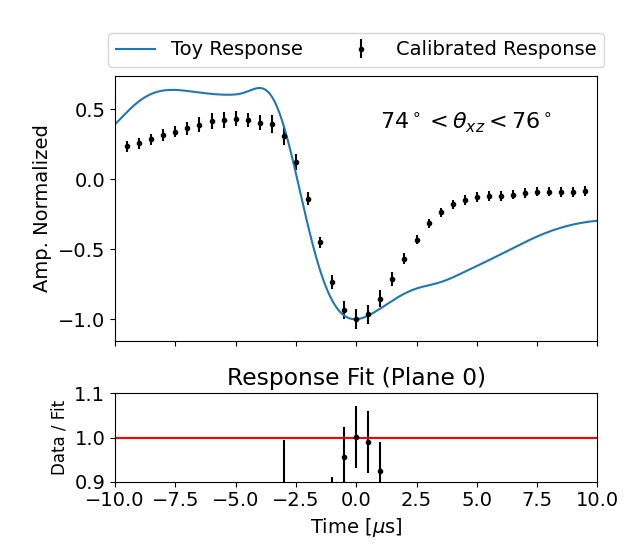 Toy Response Calibrated Response
74° < θxz < 76°
Amp. Normalized
0.5
0.0
−0.5
−1.0
Response Fit (Plane 0)
Data / Fit
1.1
1.0
0.9
−10.0 −7.5 −5.0 −2.5 0.0 2.5 5.0 7.5 10.0
Time [μs]